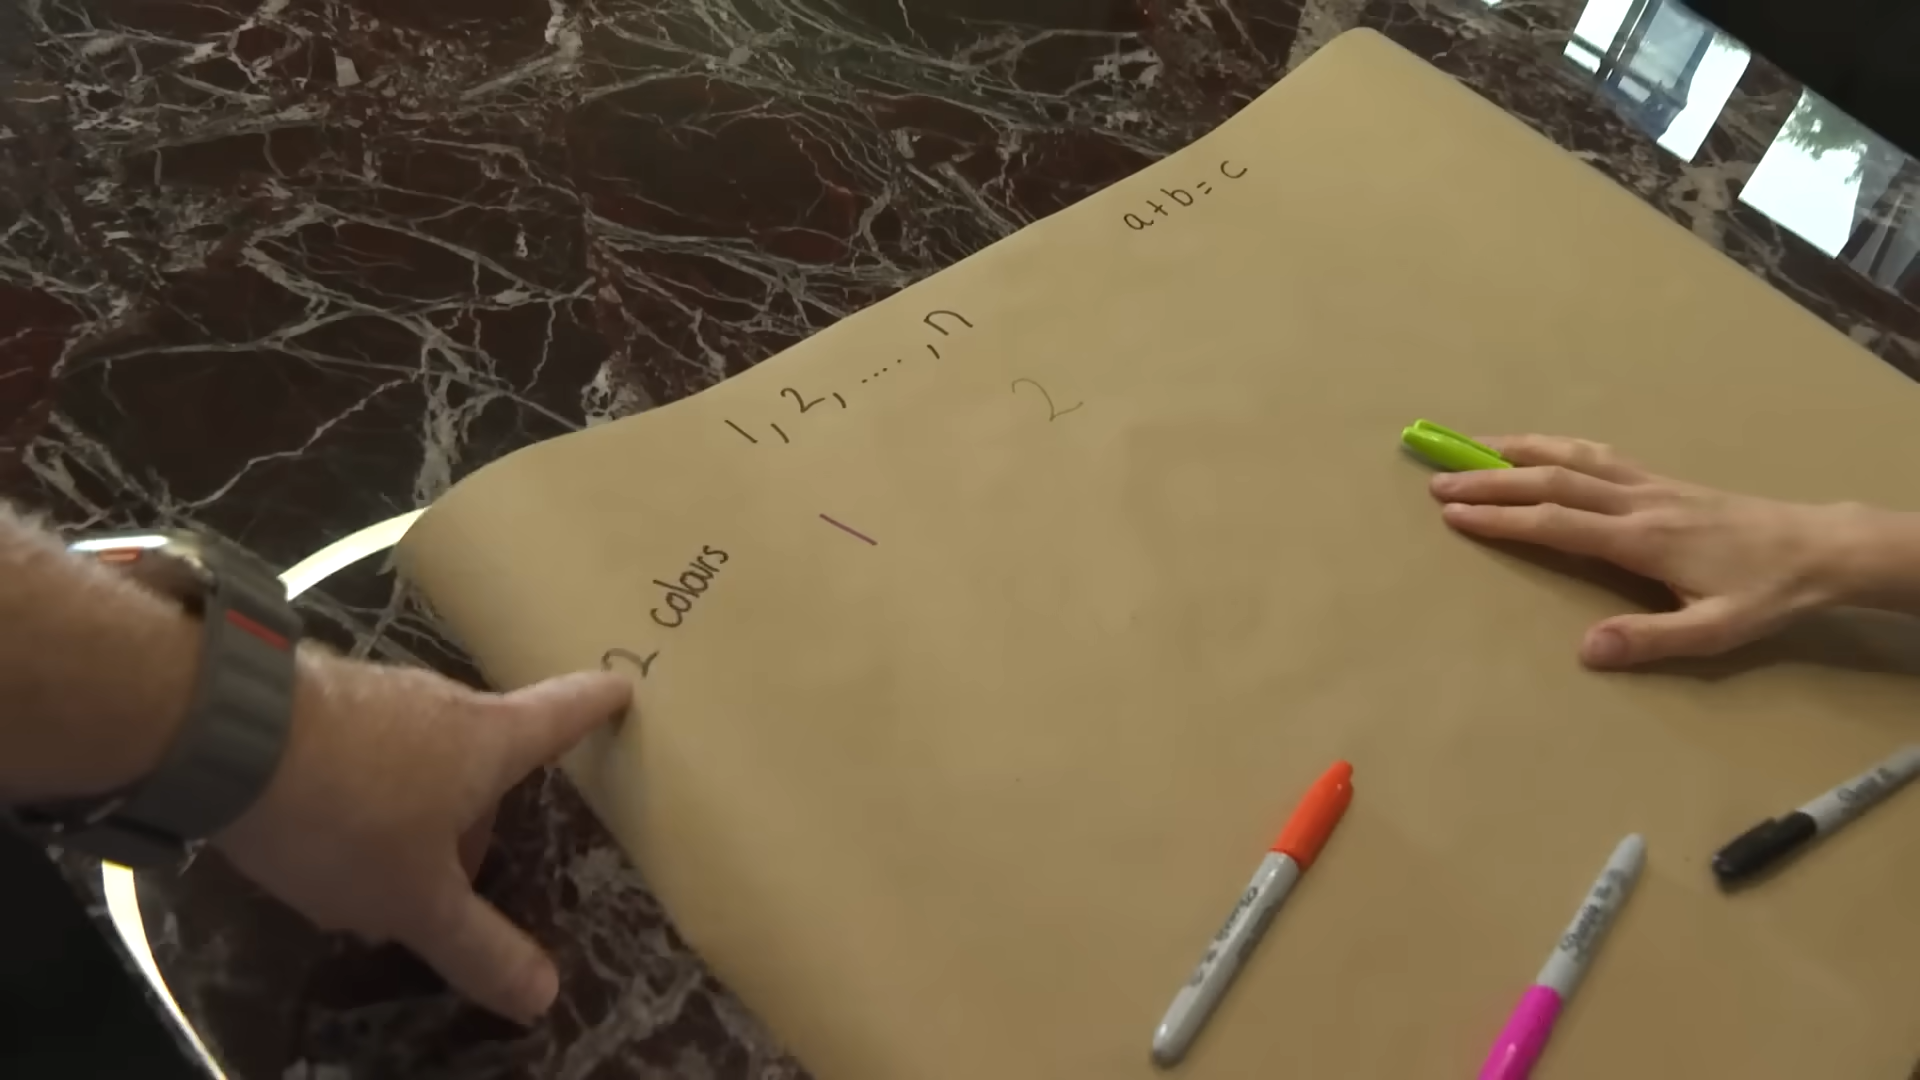 a+b=c
1, 2, ...., n
2
1
2 colours